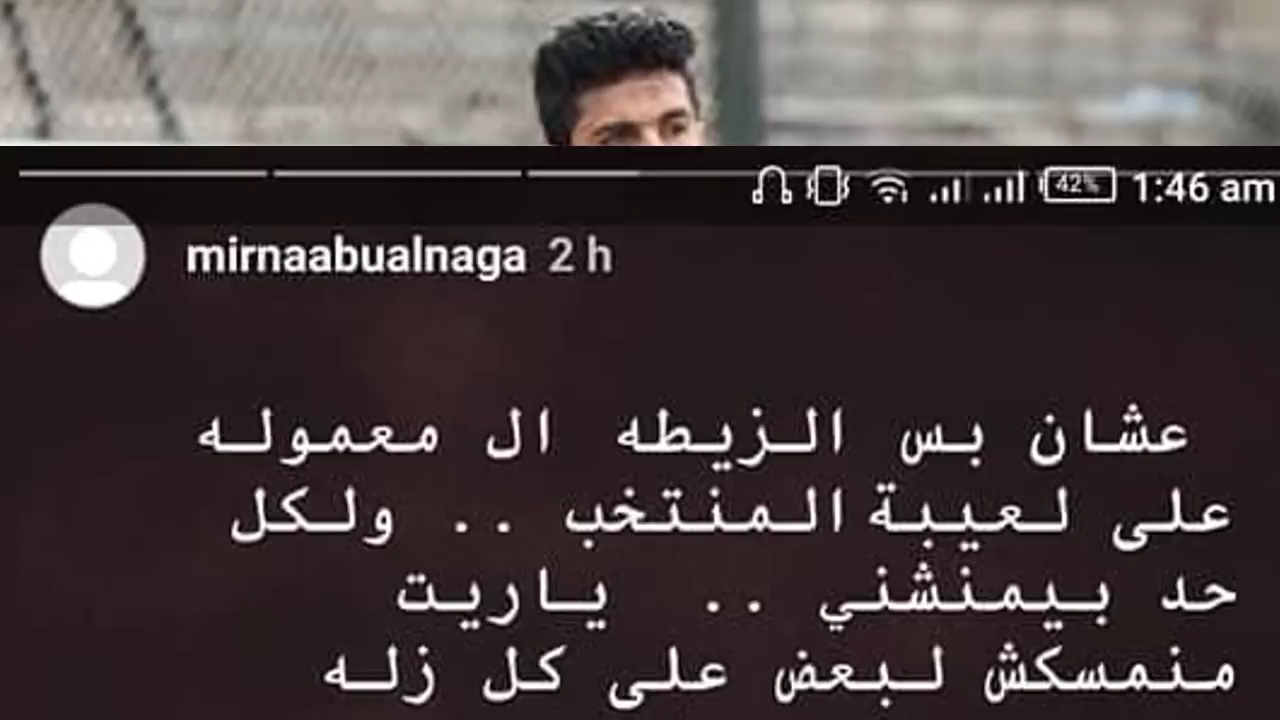 42% 1:46 am
mirnaabualnaga 2 h
عشان بس الزيطه ال معموله
على لعيبة المنتخب .. ولكل
حد بيمنشني .. ياريت
منمسكش لبعض على كل زله